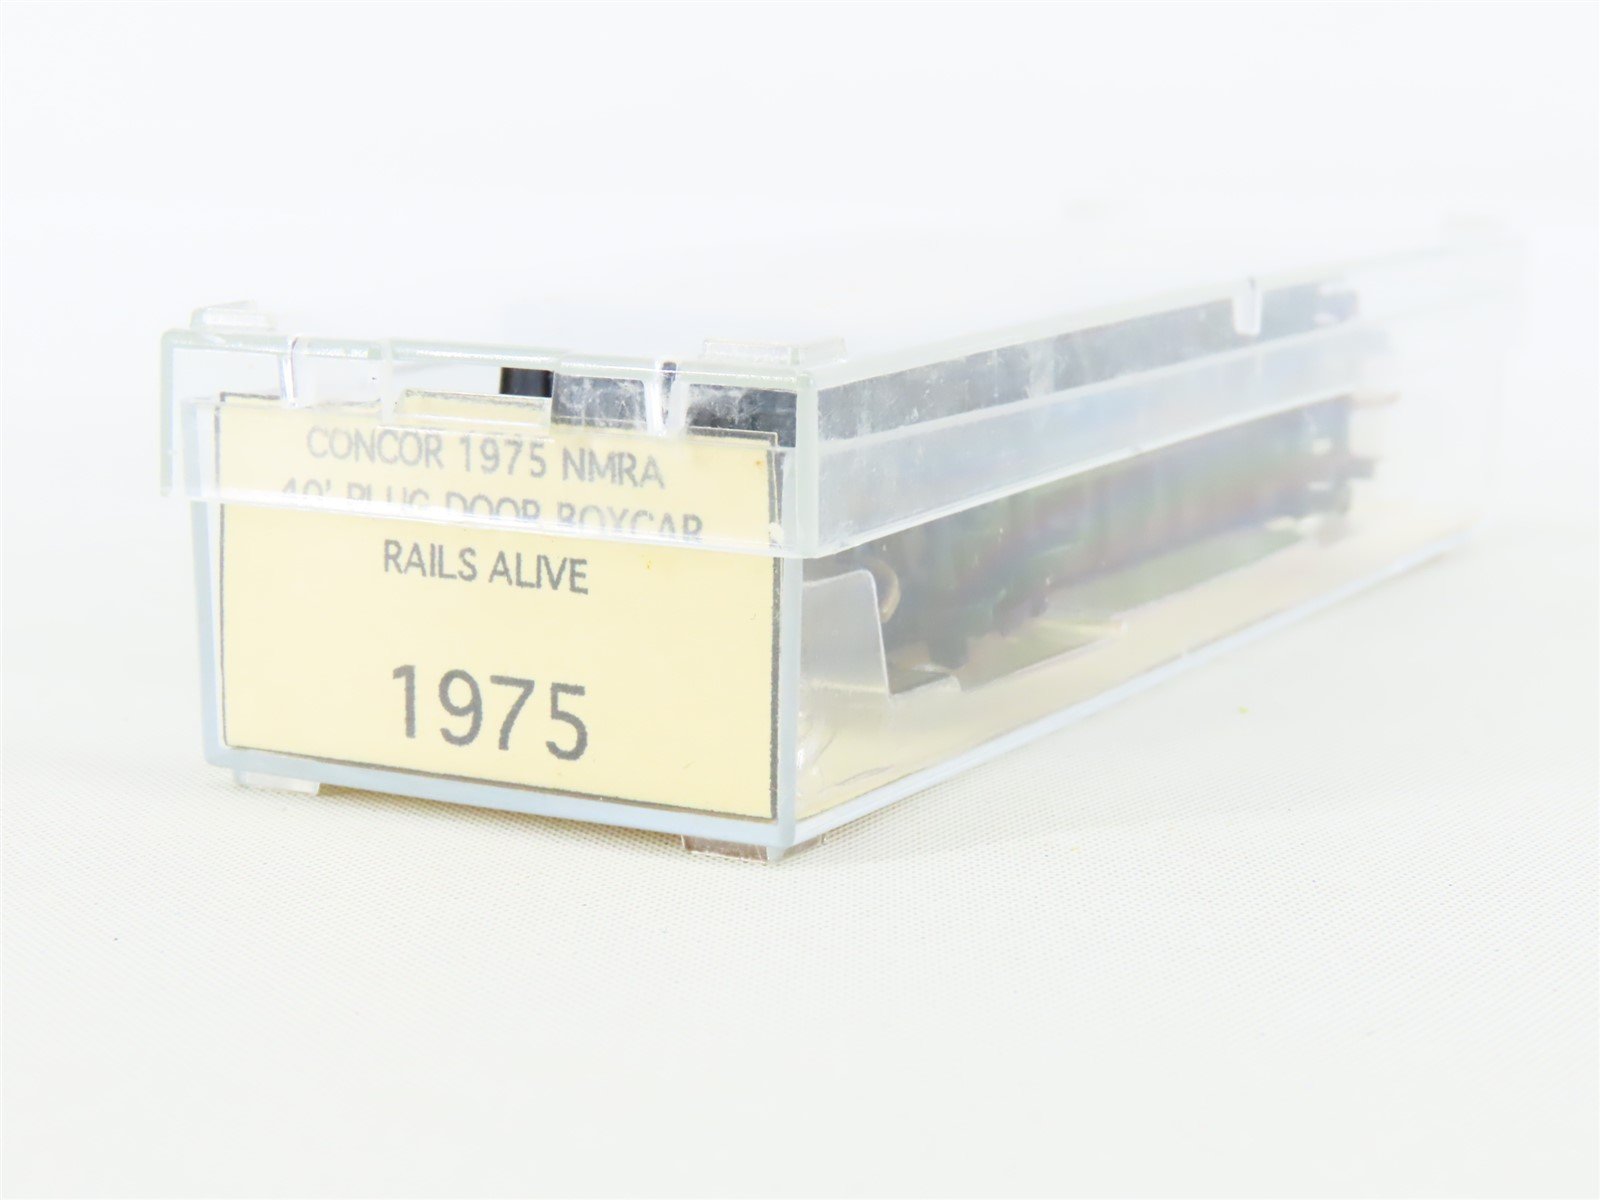 CONCOR 1975 NMRA
40' PLUG DOOR BOXCAR
RAILS ALIVE
1975